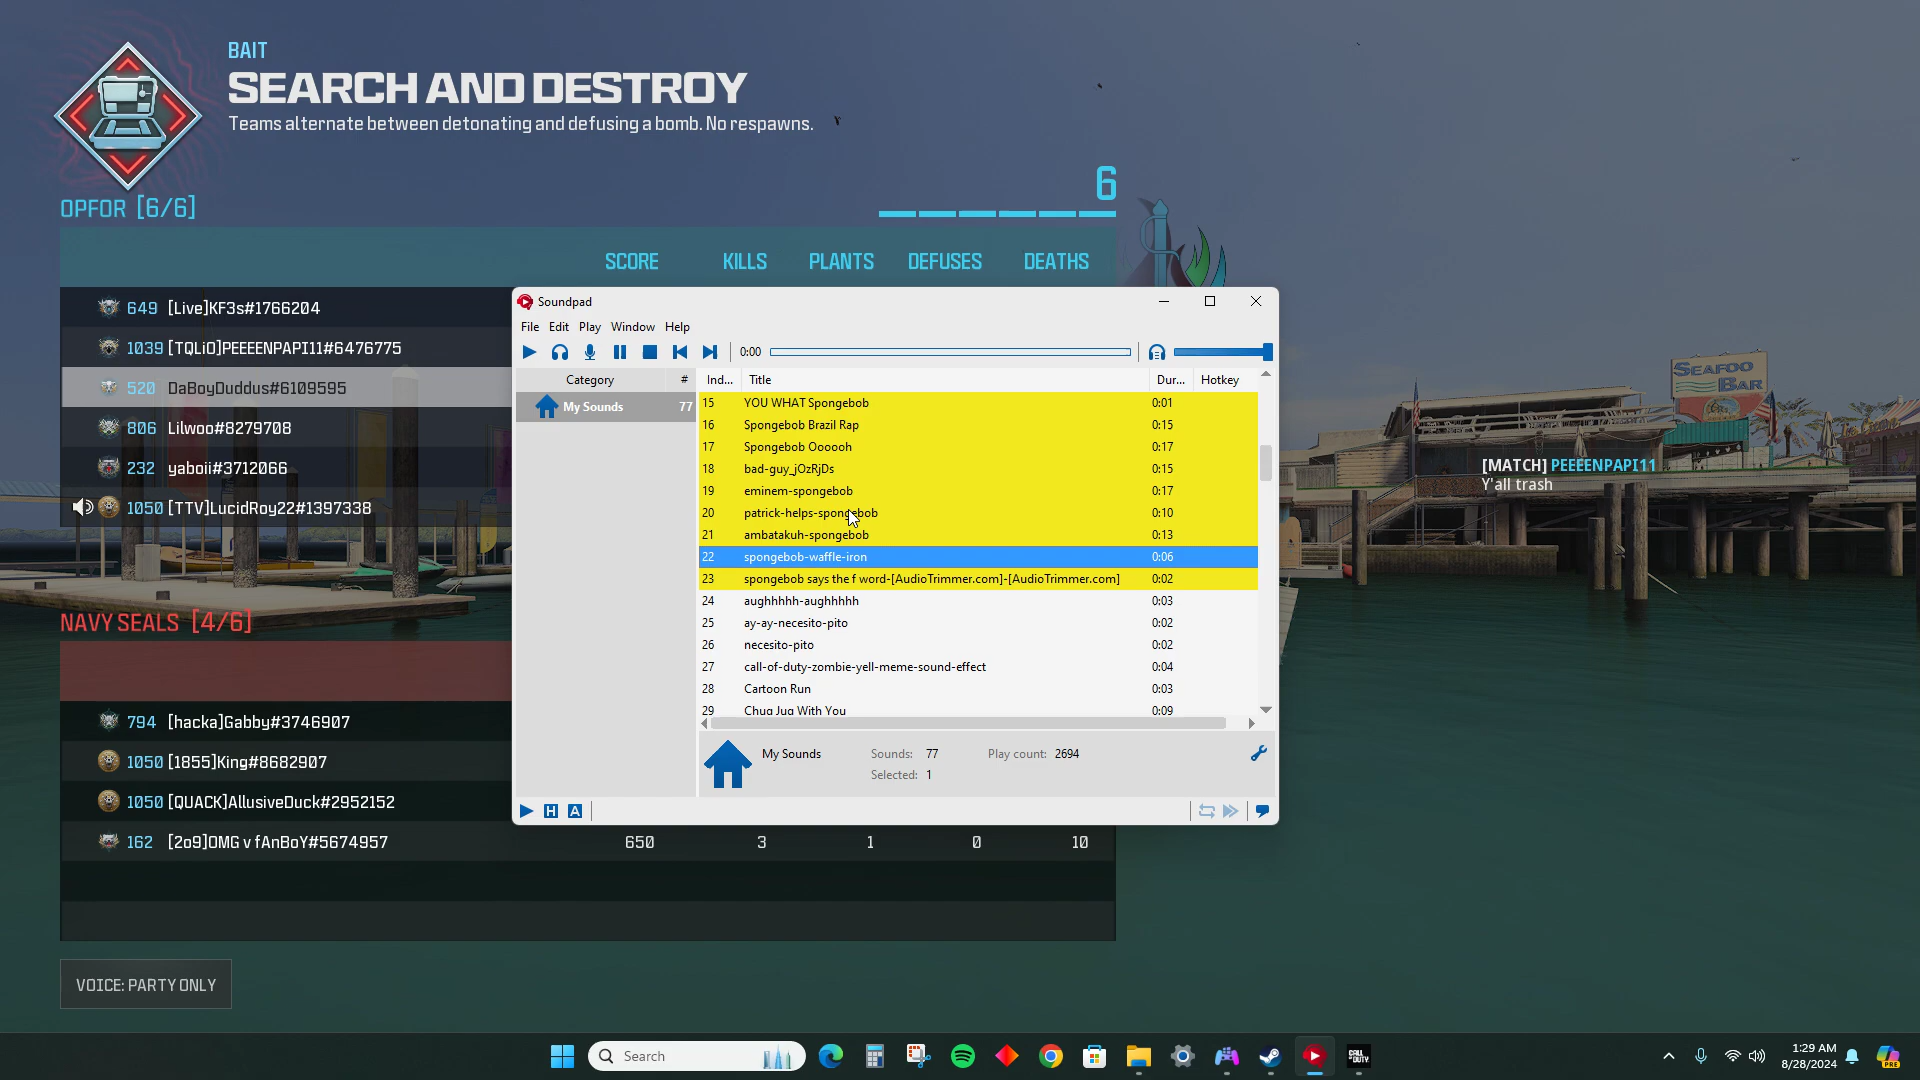 BAIT
SEARCH AND DESTROY
Teams alternate between detonating and defusing a bomb. No respawns.
6
OPFOR [6/6]
SCORE KILLS PLANTS DEFUSES DEATHS
649 [Live]KF3s#1766204
1039 [TQLiO]PEEEENPAPI11#6476775
520 DaBoyDuddus#6109595
806 Lilwoo#8279708
232 yaboii#3712066
1050 [TTV]LucidRoy22#1397338
NAVY SEALS [4/6]
794 [hacka]Gabby#3746907
1050 [1855]King#8682907
1050 [QUACK]AllusiveDuck#2952152
162 [2o9]OMG v fAnBoY#5674957 650 3 1 0 10
VOICE: PARTY ONLY
Soundpad
File Edit Play Window Help
0:00
Category #
My Sounds 77
Ind... Title Dur... Hotkey
15 YOU WHAT Spongebob 0:01
16 Spongebob Brazil Rap 0:15
17 Spongebob Oooooh 0:17
18 bad-guy_jOzRjDs 0:15
19 eminem-spongebob 0:17
20 patrick-helps-spongebob 0:10
21 ambatakuh-spongebob 0:13
22 spongebob-waffle-iron 0:06
23 spongebob says the f word-[AudioTrimmer.com]-[AudioTrimmer.com] 0:02
24 aughhhhh-aughhhhh 0:03
25 ay-ay-necesito-pito 0:02
26 necesito-pito 0:02
27 call-of-duty-zombie-yell-meme-sound-effect 0:04
28 Cartoon Run 0:03
29 Chug Jug With You 0:09
My Sounds Sounds: 77 Play count: 2694
Selected: 1
H A
SEAFOOD
BAR
[MATCH] PEEEENPAPI11
Y'all trash
Search
CALL OF DUTY
1:29 AM
8/28/2024
PRE